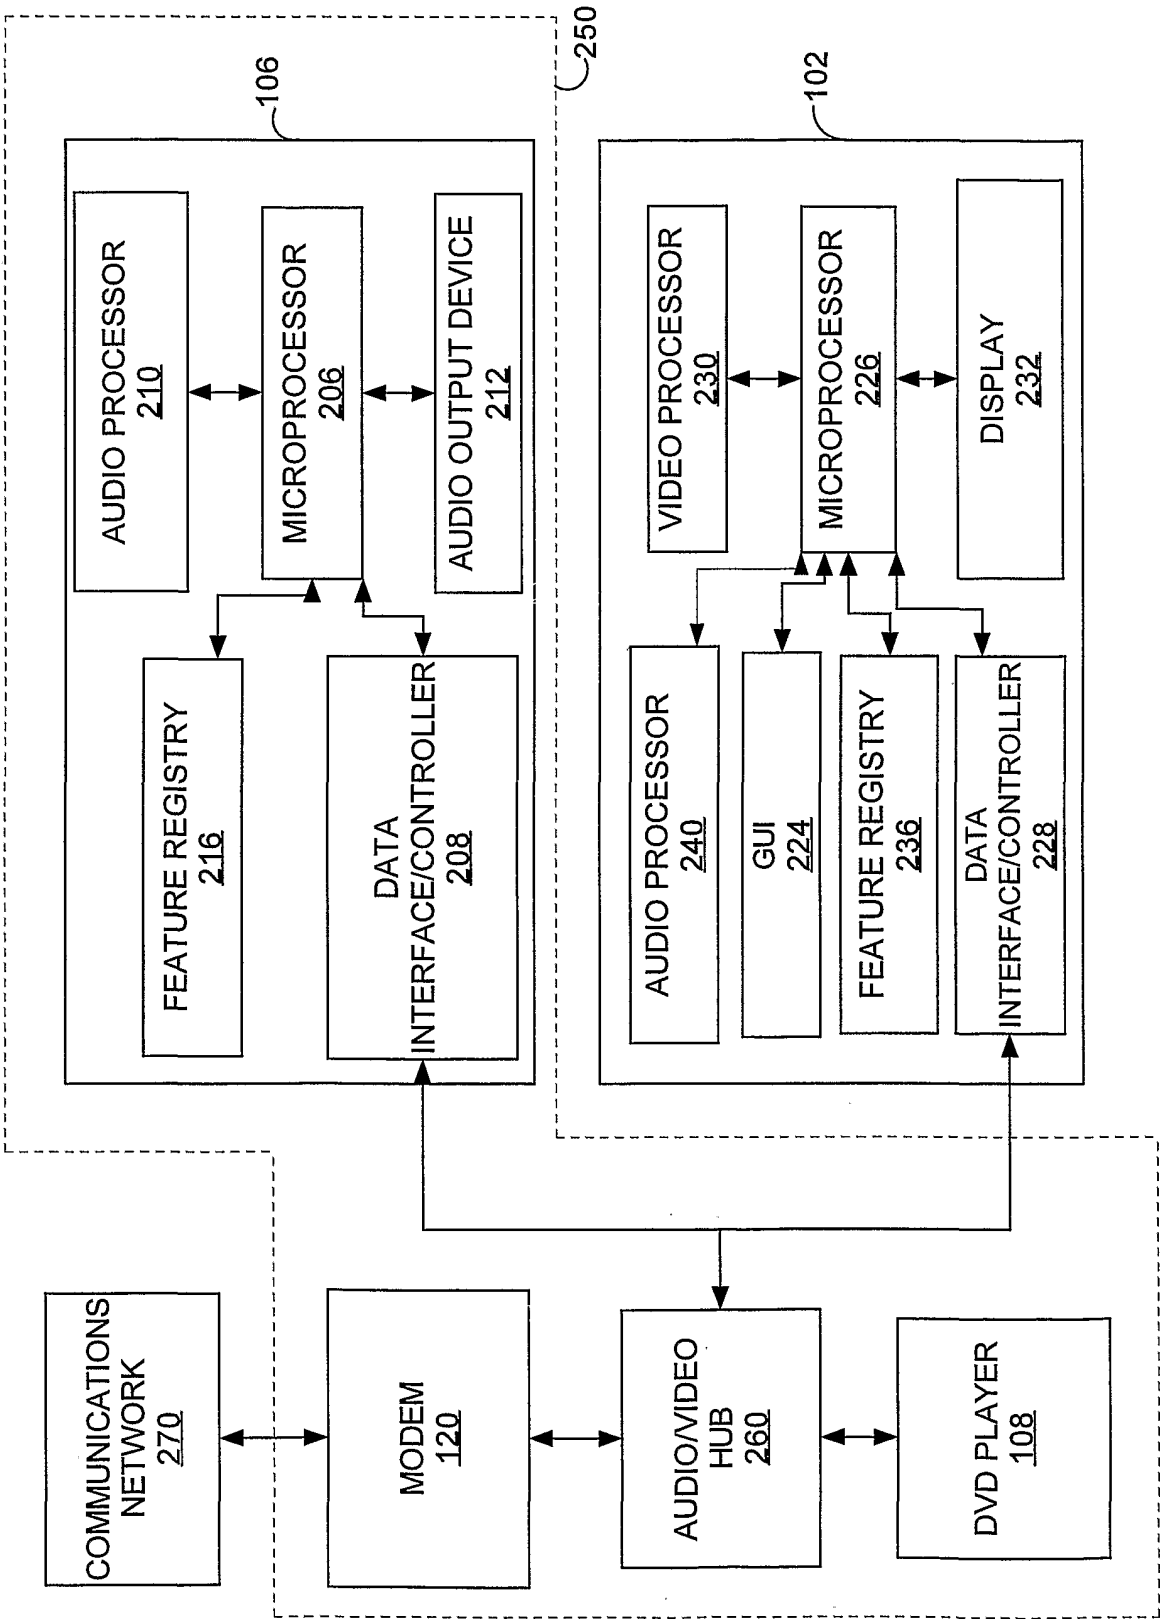 COMMUNICATIONS
NETWORK
270
MODEM
120
AUDIO/VIDEO
HUB
260
DVD PLAYER
108
250
106
FEATURE REGISTRY
216
DATA
INTERFACE/CONTROLLER
208
AUDIO PROCESSOR
210
MICROPROCESSOR
206
AUDIO OUTPUT DEVICE
212
102
AUDIO PROCESSOR
240
GUI
224
FEATURE REGISTRY
236
DATA
INTERFACE/CONTROLLER
228
VIDEO PROCESSOR
230
MICROPROCESSOR
226
DISPLAY
232